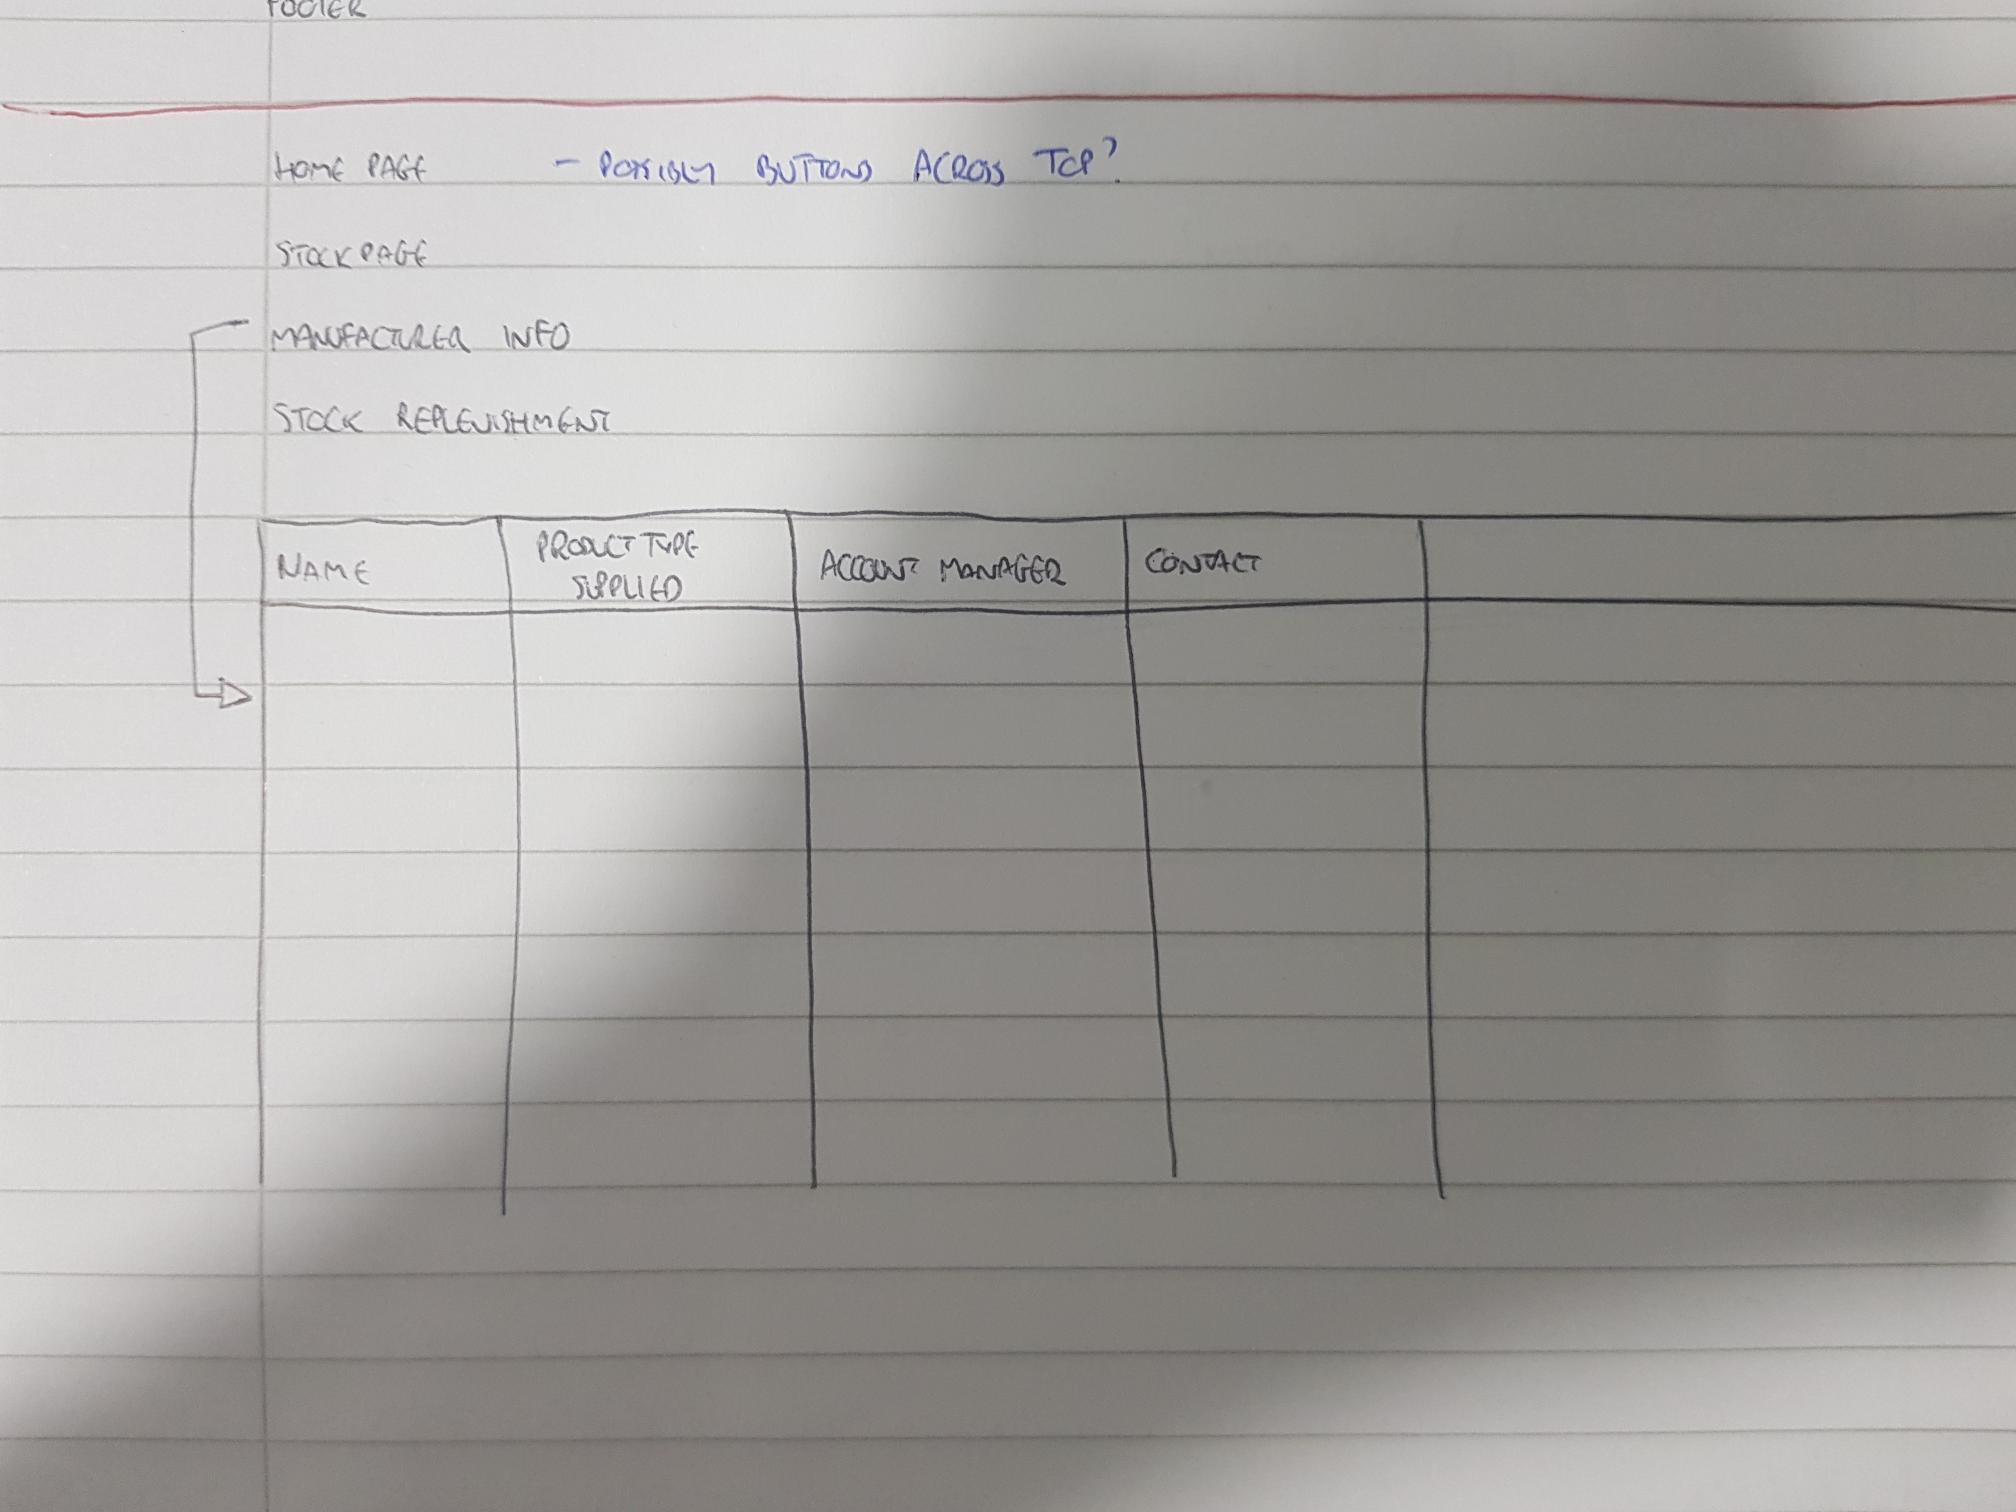 FOOTER
HOME PAGE - POSSIBLY BUTTONS ACROSS TOP?
STOCK PAGE
MANUFACTURER INFO
STOCK REPLENISHMENT
NAME
PRODUCT TYPE
SUPPLIED
ACCOUNT MANAGER
CONTACT